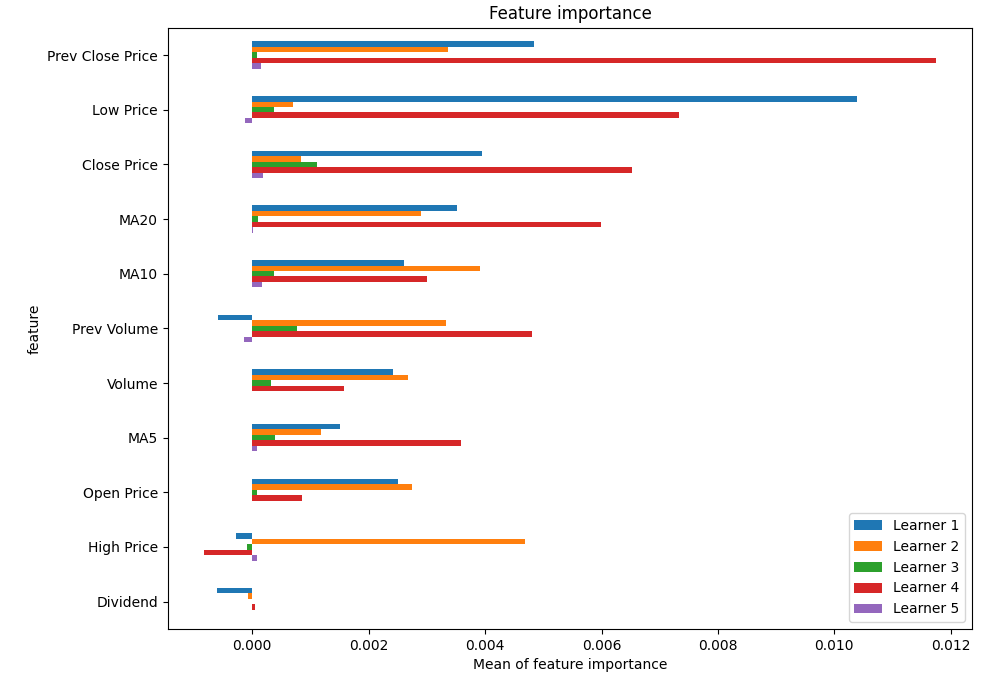 Feature importance
Prev Close Price
Low Price
Close Price
MA20
MA10
Prev Volume
Volume
MA5
Open Price
High Price
Dividend
feature
Learner 1
Learner 2
Learner 3
Learner 4
Learner 5
0.000 0.002 0.004 0.006 0.008 0.010 0.012
Mean of feature importance